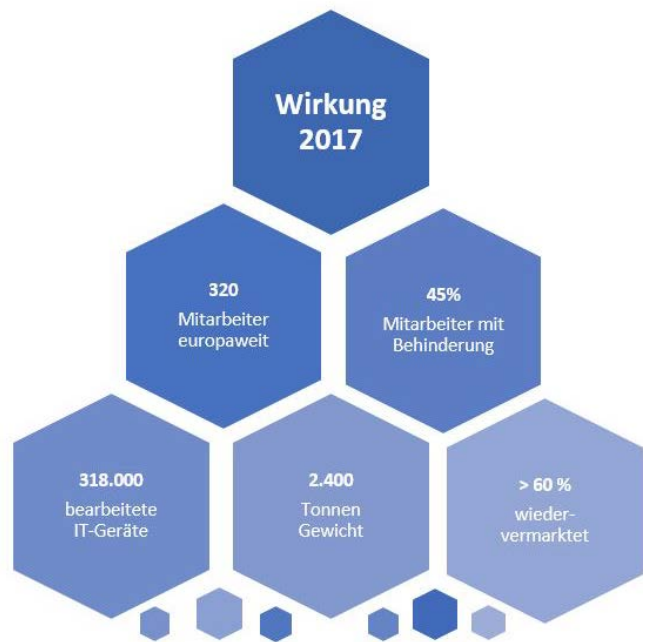 Wirkung
2017
320
Mitarbeiter
europaweit
45%
Mitarbeiter mit
Behinderung
318.000
bearbeitete
IT-Geräte
2.400
Tonnen
Gewicht
> 60 %
wieder-
vermarktet